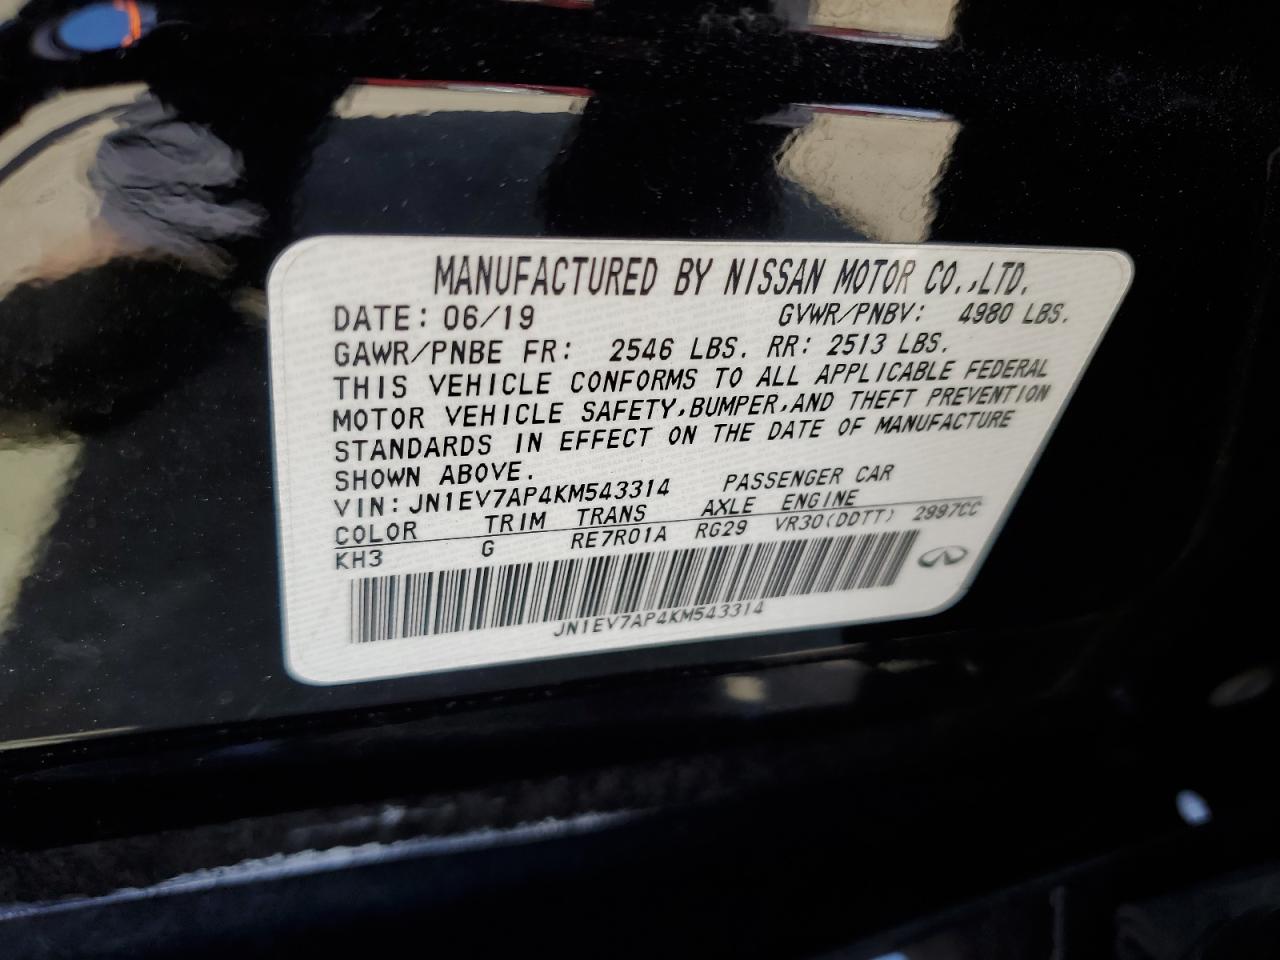 MANUFACTURED BY NISSAN MOTOR CO.,LTD.
DATE: 06/19 GVWR/PNBV: 4980 LBS.
GAWR/PNBE FR: 2546 LBS. RR: 2513 LBS.
THIS VEHICLE CONFORMS TO ALL APPLICABLE FEDERAL
MOTOR VEHICLE SAFETY,BUMPER,AND THEFT PREVENTION
STANDARDS IN EFFECT ON THE DATE OF MANUFACTURE
SHOWN ABOVE.
VIN: JN1EV7AP4KM543314 PASSENGER CAR
COLOR TRIM TRANS AXLE ENGINE
KH3 G RE7R01A RG29 VR30(DDTT) 2997CC
JN1EV7AP4KM543314